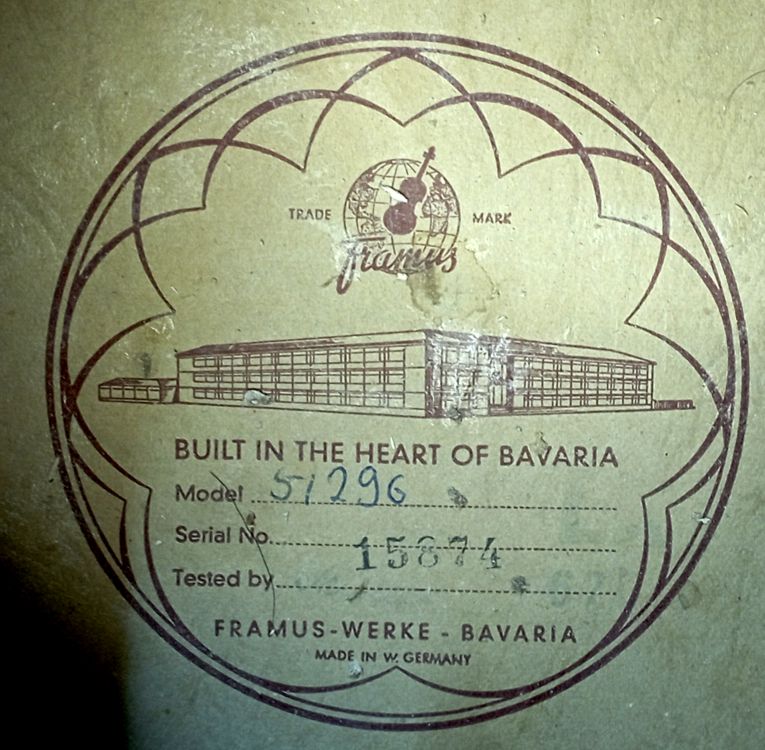 TRADE MARK
Framus
BUILT IN THE HEART OF BAVARIA
Model 51296
Serial No. 15874
Tested by
FRAMUS-WERKE - BAVARIA
MADE IN W. GERMANY